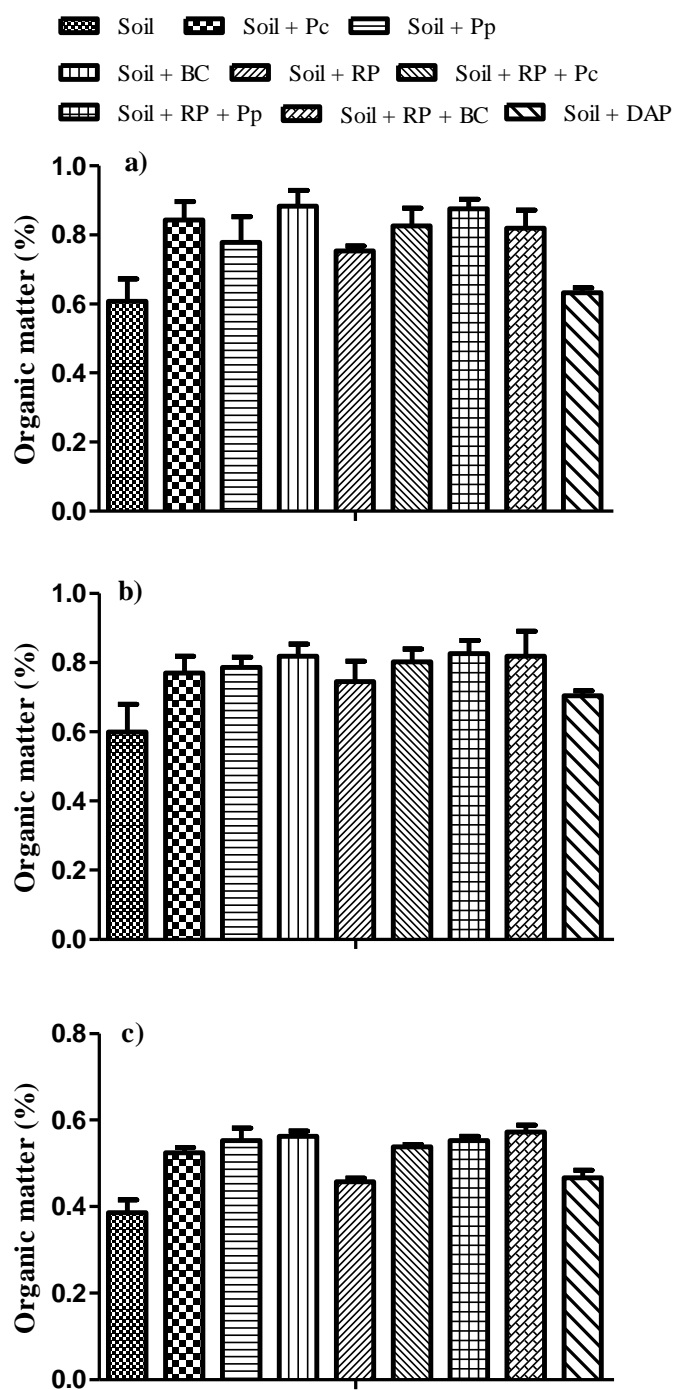 Soil Soil + Pc Soil + Pp
Soil + BC Soil + RP Soil + RP + Pc
Soil + RP + Pp Soil + RP + BC Soil + DAP
a)
Organic matter (%)
1.0
0.8
0.6
0.4
0.2
0.0
b)
Organic matter (%)
1.0
0.8
0.6
0.4
0.2
0.0
c)
Organic matter (%)
0.8
0.6
0.4
0.2
0.0